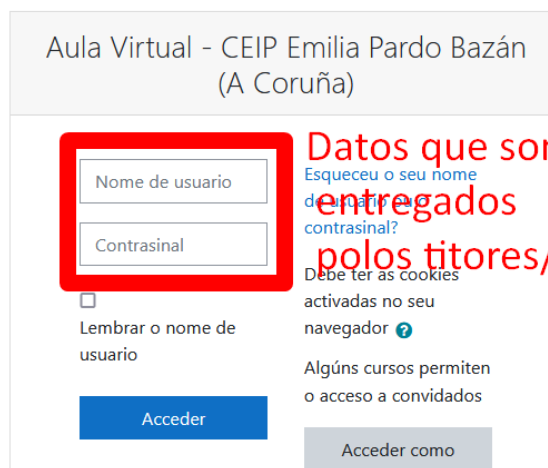 Aula Virtual - CEIP Emilia Pardo Bazán
(A Coruña)
Nome de usuario
Contrasinal
Lembrar o nome de
usuario
Acceder
Datos que son
entregados
polos titores/
Esqueceu o seu nome
de usuario ou o
contrasinal?
Debe ter as cookies
activadas no seu
navegador
Algúns cursos permiten
o acceso a convidados
Acceder como